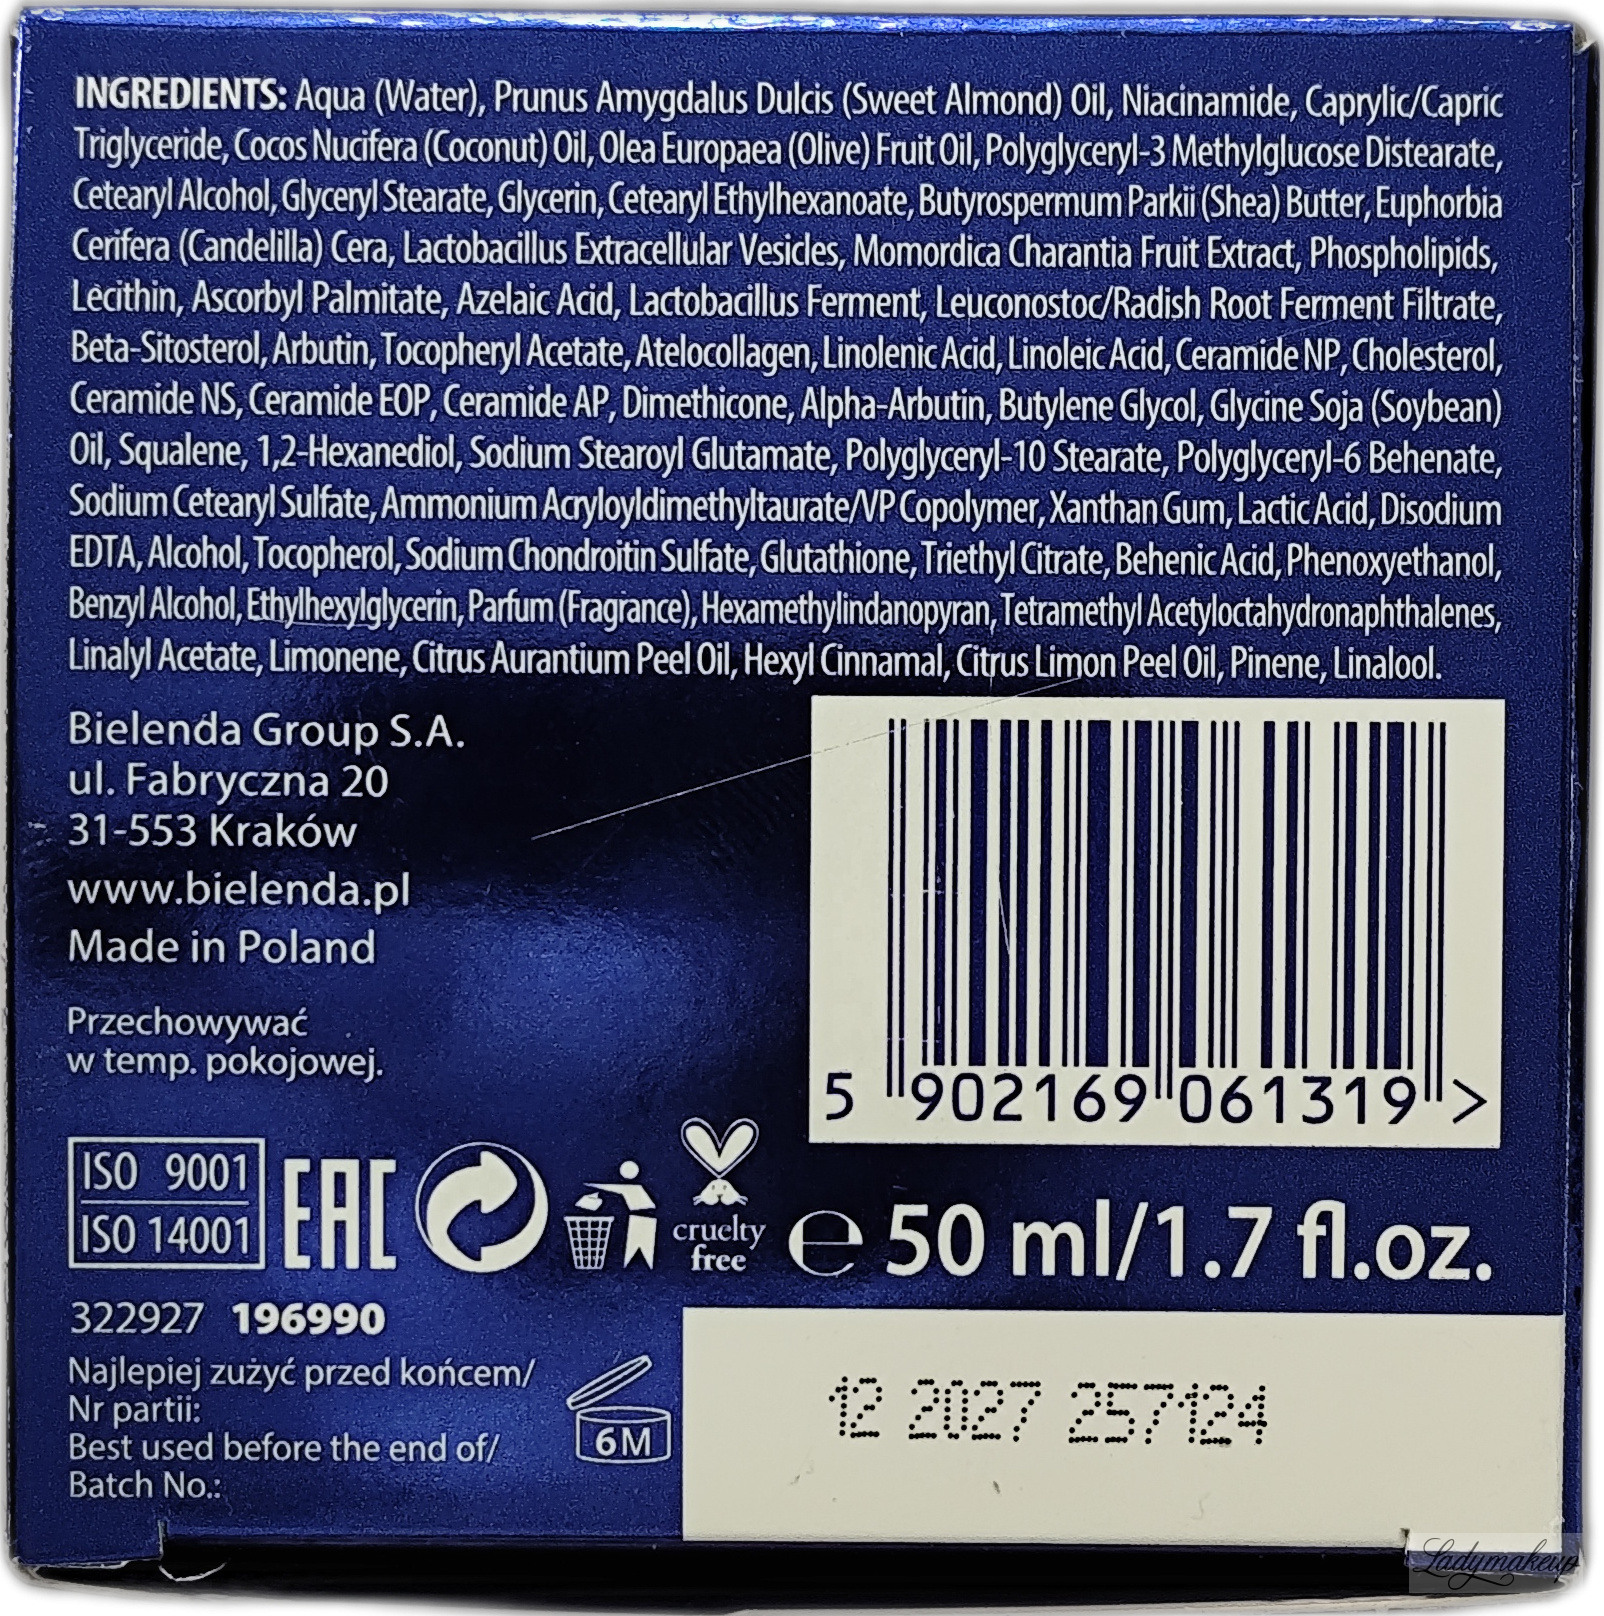 INGREDIENTS: Aqua (Water), Prunus Amygdalus Dulcis (Sweet Almond) Oil, Niacinamide, Caprylic/Capric
Triglyceride, Cocos Nucifera (Coconut) Oil, Olea Europaea (Olive) Fruit Oil, Polyglyceryl-3 Methylglucose Distearate,
Cetearyl Alcohol, Glyceryl Stearate, Glycerin, Cetearyl Ethylhexanoate, Butyrospermum Parkii (Shea) Butter, Euphorbia
Cerifera (Candelilla) Cera, Lactobacillus Extracellular Vesicles, Momordica Charantia Fruit Extract, Phospholipids,
Lecithin, Ascorbyl Palmitate, Azelaic Acid, Lactobacillus Ferment, Leuconostoc/Radish Root Ferment Filtrate,
Beta-Sitosterol, Arbutin, Tocopheryl Acetate, Atelocollagen, Linolenic Acid, Linoleic Acid, Ceramide NP, Cholesterol,
Ceramide NS, Ceramide EOP, Ceramide AP, Dimethicone, Alpha-Arbutin, Butylene Glycol, Glycine Soja (Soybean)
Oil, Squalene, 1,2-Hexanediol, Sodium Stearoyl Glutamate, Polyglyceryl-10 Stearate, Polyglyceryl-6 Behenate,
Sodium Cetearyl Sulfate, Ammonium Acryloyldimethyltaurate/VP Copolymer, Xanthan Gum, Lactic Acid, Disodium
EDTA, Alcohol, Tocopherol, Sodium Chondroitin Sulfate, Glutathione, Triethyl Citrate, Behenic Acid, Phenoxyethanol,
Benzyl Alcohol, Ethylhexylglycerin, Parfum (Fragrance), Hexamethylindanopyran, Tetramethyl Acetyloctahydronaphthalenes,
Linalyl Acetate, Limonene, Citrus Aurantium Peel Oil, Hexyl Cinnamal, Citrus Limon Peel Oil, Pinene, Linalool.
Bielenda Group S.A.
ul. Fabryczna 20
31-553 Kraków
www.bielenda.pl
Made in Poland
Przechowywać
w temp. pokojowej.
5 902169 061319 >
ISO 9001
ISO 14001
EAC
cruelty
free
℮ 50 ml/1.7 fl.oz.
322927 196990
Najlepiej zużyć przed końcem/
Nr partii:
Best used before the end of/
Batch No.:
6M
12 2027 257124
Ladymakeup